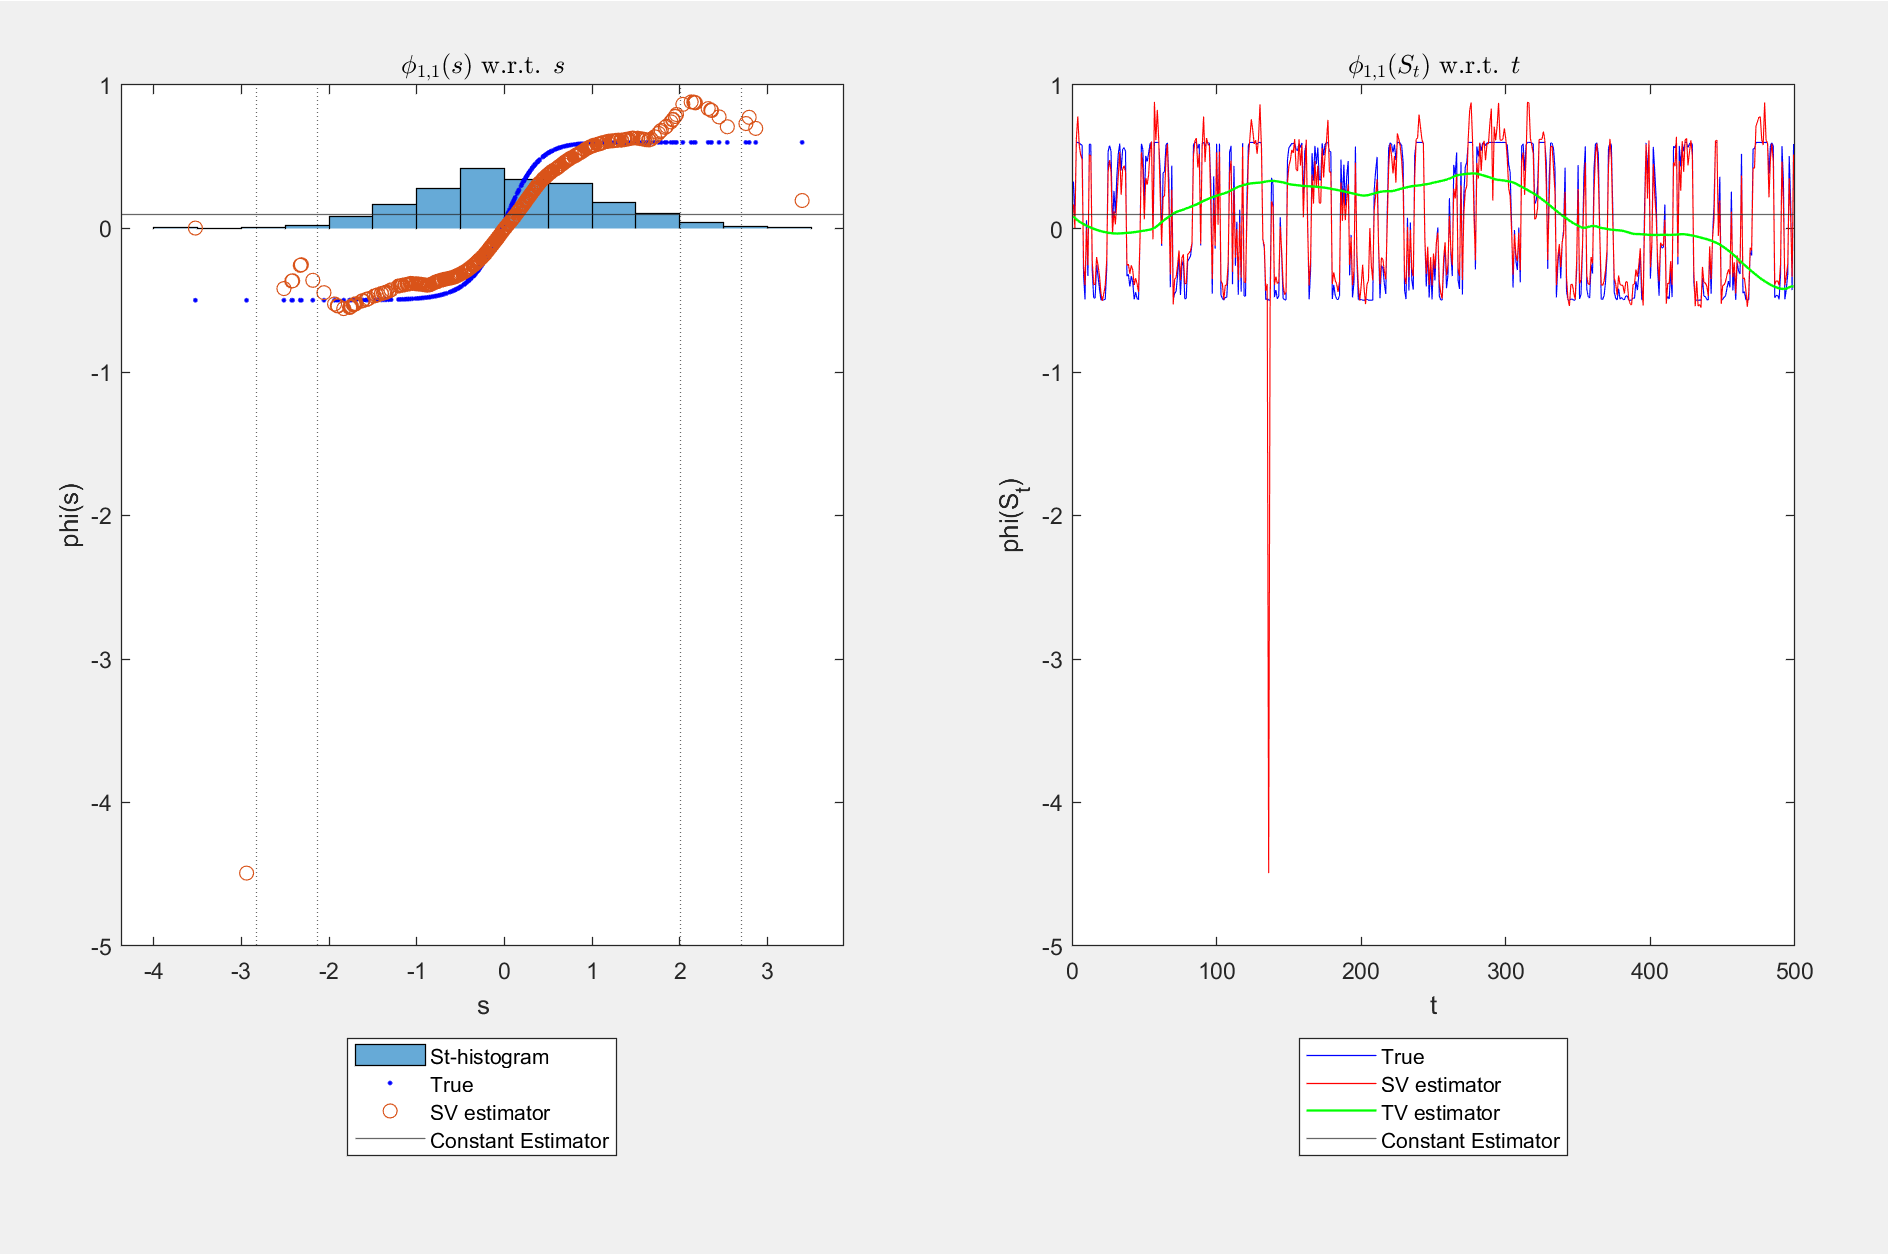 ϕ₁,₁(s) w.r.t. s
1
0
-1
-2
-3
-4
-5
phi(s)
-4 -3 -2 -1 0 1 2 3
s
St-histogram
True
SV estimator
Constant Estimator
ϕ₁,₁(Sₜ) w.r.t. t
1
0
-1
-2
-3
-4
-5
phi(Sₜ)
0 100 200 300 400 500
t
True
SV estimator
TV estimator
Constant Estimator